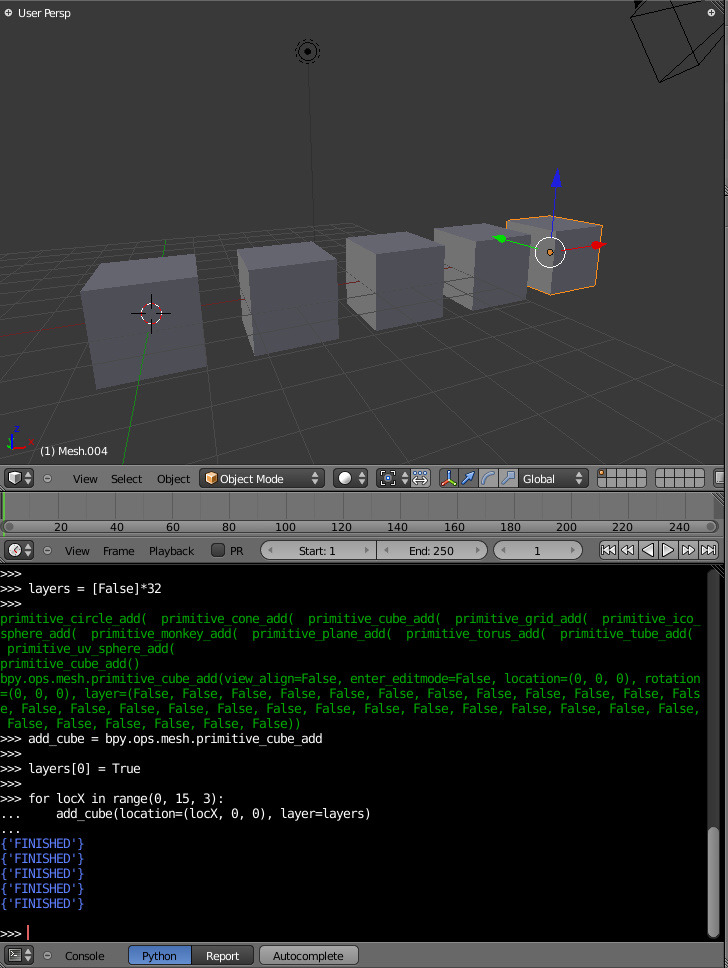 User Persp
(1) Mesh.004
View Select Object Object Mode Global
20 40 60 80 100 120 140 160 180 200 220 240
View Frame Playback PR Start: 1 End: 250 1
>>>
>>> layers = [False]*32
>>>
primitive_circle_add(  primitive_cone_add(  primitive_cube_add(  primitive_grid_add(  primitive_ico
sphere_add(  primitive_monkey_add(  primitive_plane_add(  primitive_torus_add(  primitive_tube_add(
 primitive_uv_sphere_add(
primitive_cube_add()
bpy.ops.mesh.primitive_cube_add(view_align=False, enter_editmode=False, location=(0, 0, 0), rotation
=(0, 0, 0), layer=(False, False, False, False, False, False, False, False, False, False, False, Fals
e, False, False, False, False, False, False, False, False, False, False, False, False, False, False,
 False, False, False, False, False, False))
>>> add_cube = bpy.ops.mesh.primitive_cube_add
>>>
>>> layers[0] = True
>>>
>>> for locX in range(0, 15, 3):
...     add_cube(location=(locX, 0, 0), layer=layers)
...
{'FINISHED'}
{'FINISHED'}
{'FINISHED'}
{'FINISHED'}
{'FINISHED'}
>>>
Console Python Report Autocomplete